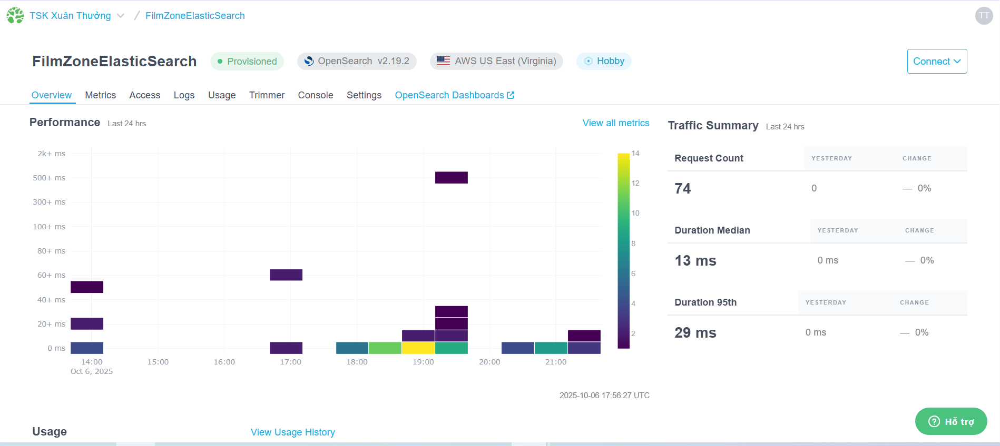 TSK Xuân Thưởng / FilmZoneElasticSearch
TT
FilmZoneElasticSearch
Provisioned
OpenSearch v2.19.2
AWS US East (Virginia)
Hobby
Connect
Overview Metrics Access Logs Usage Trimmer Console Settings OpenSearch Dashboards
Performance Last 24 hrs
View all metrics
2k+ ms
500+ ms
300+ ms
100+ ms
80+ ms
60+ ms
40+ ms
20+ ms
0 ms
14:00 15:00 16:00 17:00 18:00 19:00 20:00 21:00
Oct 6, 2025
14
12
10
8
6
4
2
2025-10-06 17:56:27 UTC
Traffic Summary Last 24 hrs
Request Count YESTERDAY CHANGE
74 0 — 0%
Duration Median YESTERDAY CHANGE
13 ms 0 ms — 0%
Duration 95th YESTERDAY CHANGE
29 ms 0 ms — 0%
Usage
View Usage History
? Hỗ trợ